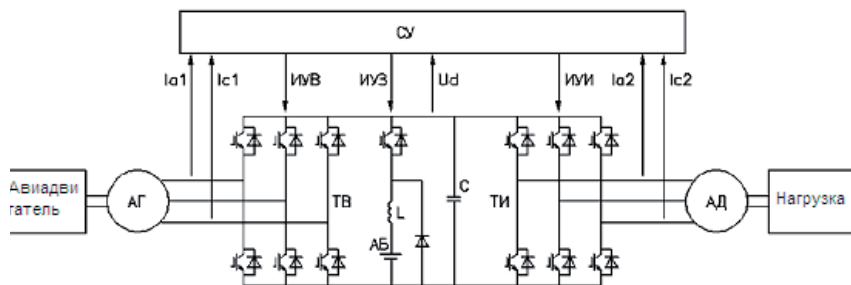 СУ
Ia1
Ic1
ИУВ
ИУЗ
Ud
ИУИ
Ia2
Ic2
Авиадви
гатель
АГ
ТВ
L
АБ
C
ТИ
АД
Нагрузка